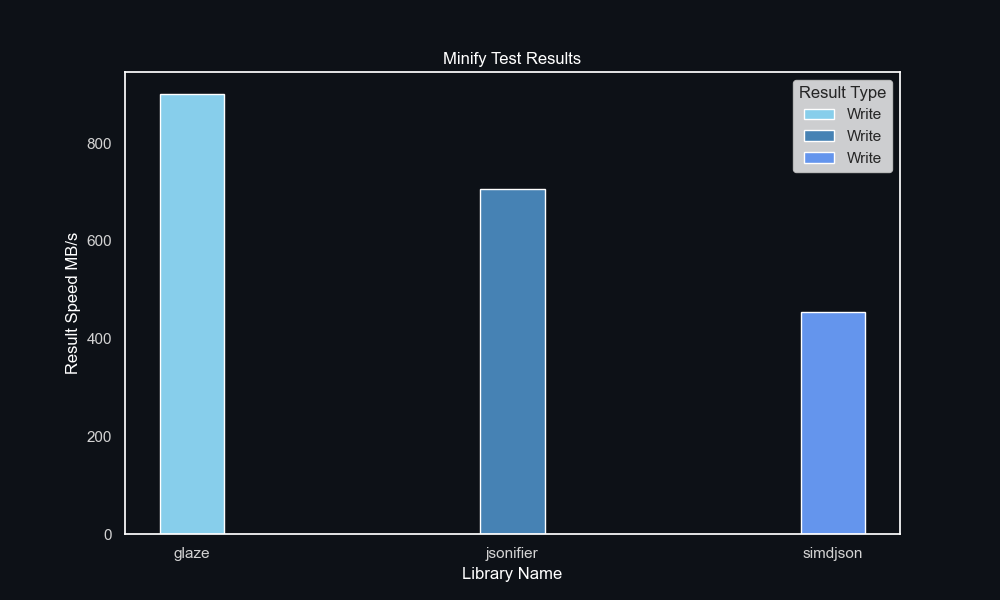 Minify Test Results
Result Type
Write
Write
Write
Result Speed MB/s
800
600
400
200
0
glaze jsonifier simdjson
Library Name